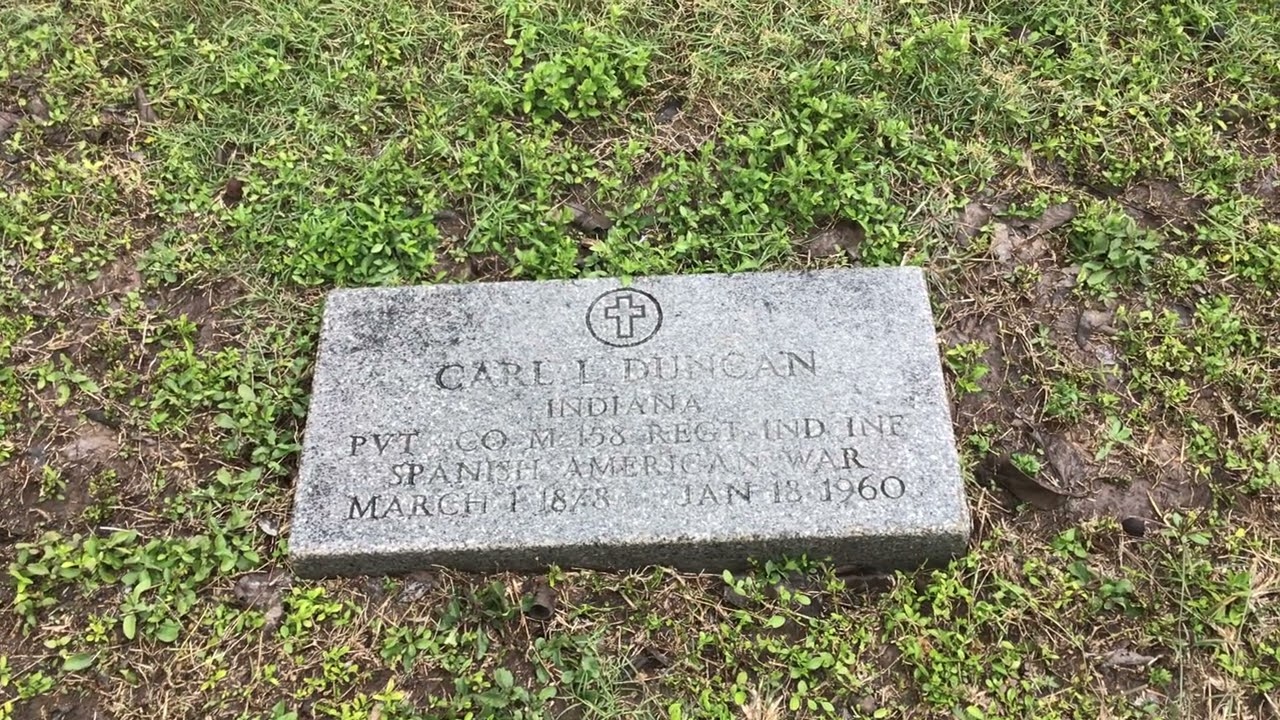 CARL L DUNCAN
INDIANA
PVT CO M 158 REGT IND INF
SPANISH AMERICAN WAR
MARCH 1 1878 JAN 18 1960